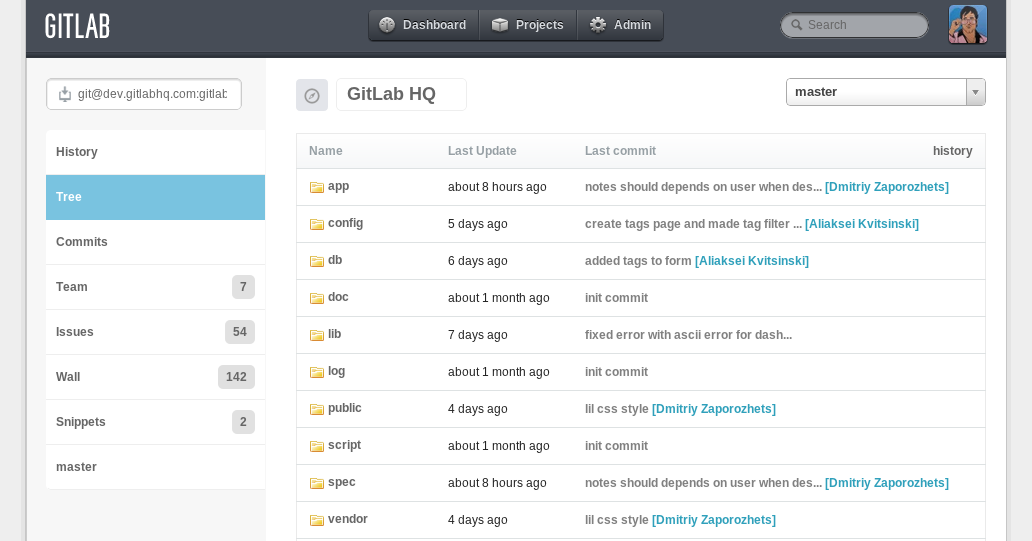 GITLAB
Dashboard Projects Admin
Search
git@dev.gitlabhq.com:gitlab
GitLab HQ
master
History
Tree
Commits
Team 7
Issues 54
Wall 142
Snippets 2
master
Name Last Update Last commit history
app about 8 hours ago notes should depends on user when des... [Dmitriy Zaporozhets]
config 5 days ago create tags page and made tag filter ... [Aliaksei Kvitsinski]
db 6 days ago added tags to form [Aliaksei Kvitsinski]
doc about 1 month ago init commit
lib 7 days ago fixed error with ascii error for dash...
log about 1 month ago init commit
public 4 days ago lil css style [Dmitriy Zaporozhets]
script about 1 month ago init commit
spec about 8 hours ago notes should depends on user when des... [Dmitriy Zaporozhets]
vendor 4 days ago lil css style [Dmitriy Zaporozhets]